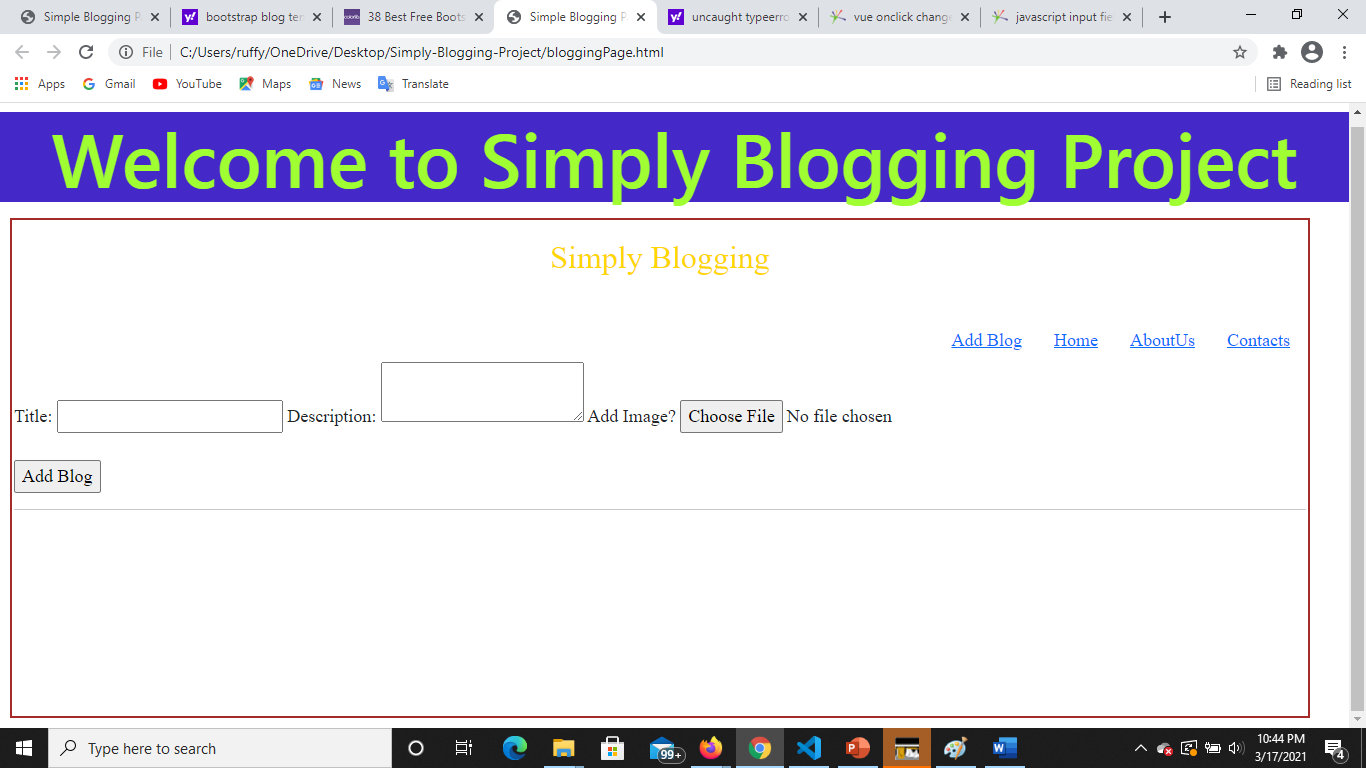 Simple Blogging P
bootstrap blog ten
38 Best Free Boots
Simple Blogging P
uncaught typeerro
vue onclick change
javascript input fie
File
C:/Users/ruffy/OneDrive/Desktop/Simply-Blogging-Project/bloggingPage.html
Apps Gmail YouTube Maps News Translate Reading list
Welcome to Simply Blogging Project
Simply Blogging
Add Blog Home AboutUs Contacts
Title: Description: Add Image? Choose File No file chosen
Add Blog
Type here to search
99+
10:44 PM
3/17/2021
4